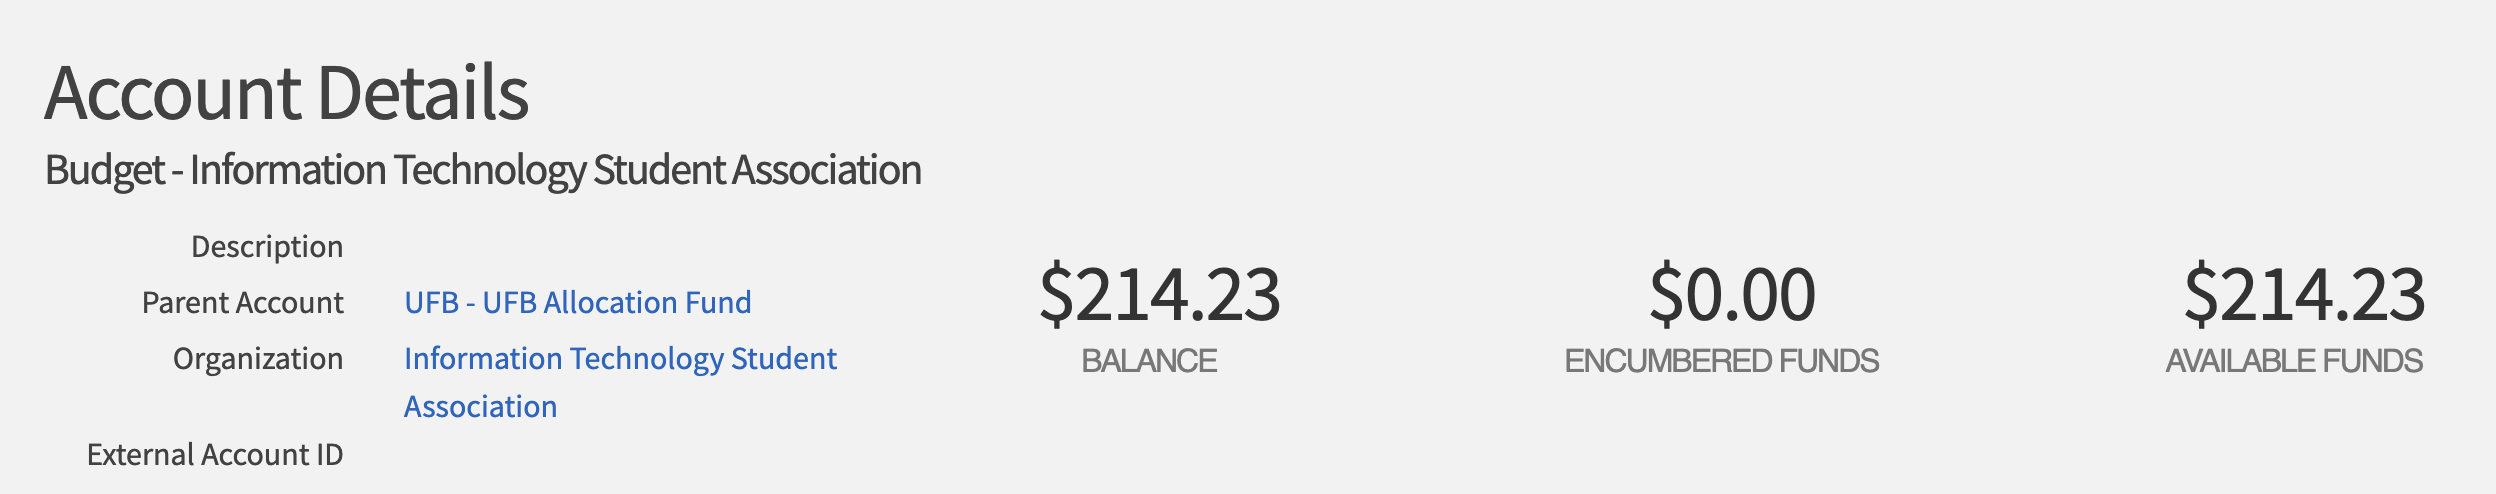 Account Details
Budget - Information Technology Student Association
Description
Parent Account UFB - UFB Allocation Fund
Organization Information Technology Student
Association
External Account ID
$214.23
BALANCE
$0.00
ENCUMBERED FUNDS
$214.23
AVAILABLE FUNDS